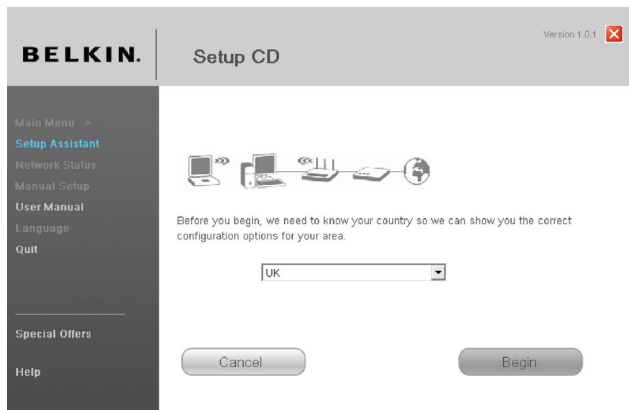 BELKIN.
Setup CD
Version 1.0.1
Main Menu >
Setup Assistant
Network Status
Manual Setup
User Manual
Language
Quit
Special Offers
Help
Before you begin, we need to know your country so we can show you the correct
configuration options for your area.
UK
Cancel
Begin